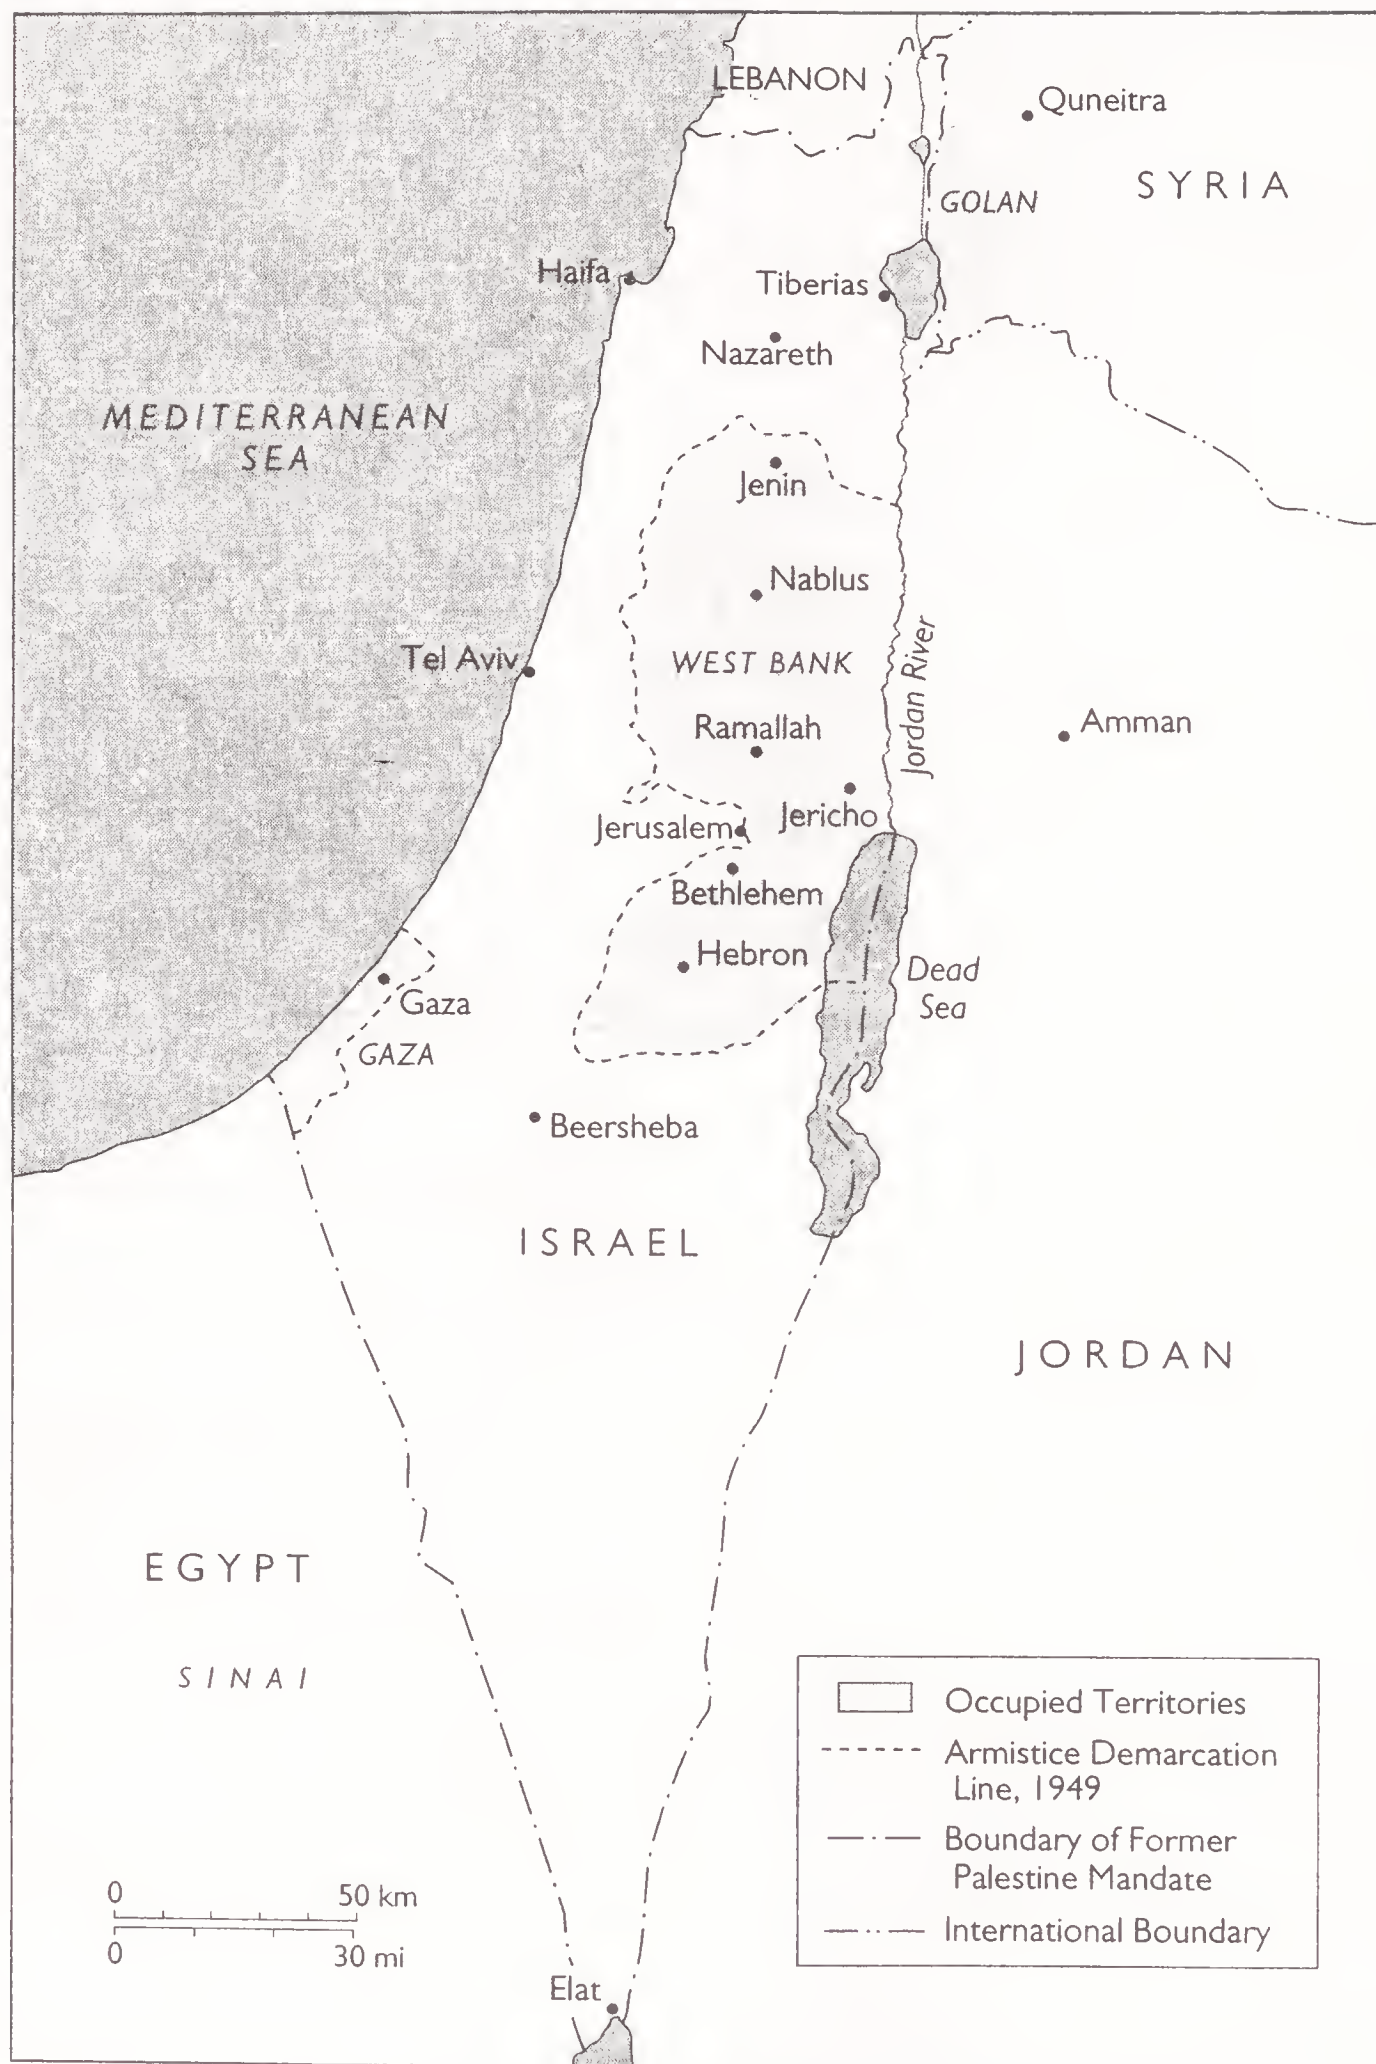 LEBANON
Quneitra
SYRIA
GOLAN
Haifa
Tiberias
Nazareth
MEDITERRANEAN
SEA
Jenin
Nablus
Jordan River
Tel Aviv
WEST BANK
Ramallah
Amman
Jerusalem
Jericho
Bethlehem
Hebron
Dead
Sea
Gaza
GAZA
Beersheba
ISRAEL
JORDAN
EGYPT
SINAI
Occupied Territories
Armistice Demarcation
Line, 1949
Boundary of Former
Palestine Mandate
International Boundary
0 50 km
0 30 mi
Elat